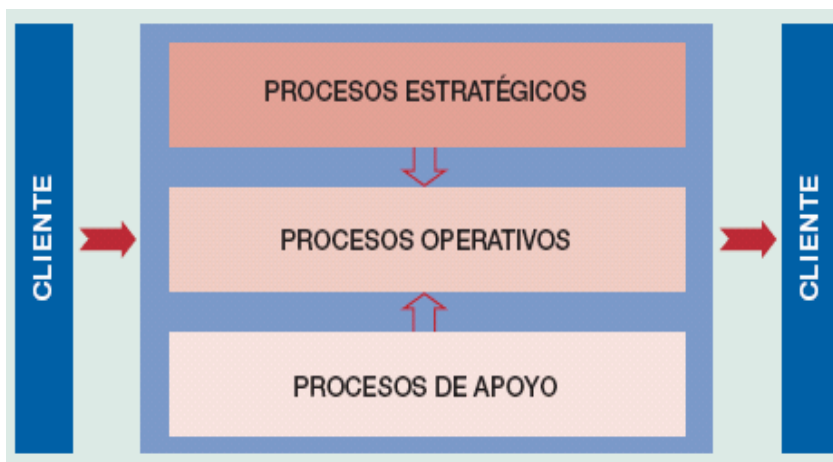 CLIENTE
PROCESOS ESTRATÉGICOS
PROCESOS OPERATIVOS
PROCESOS DE APOYO
CLIENTE